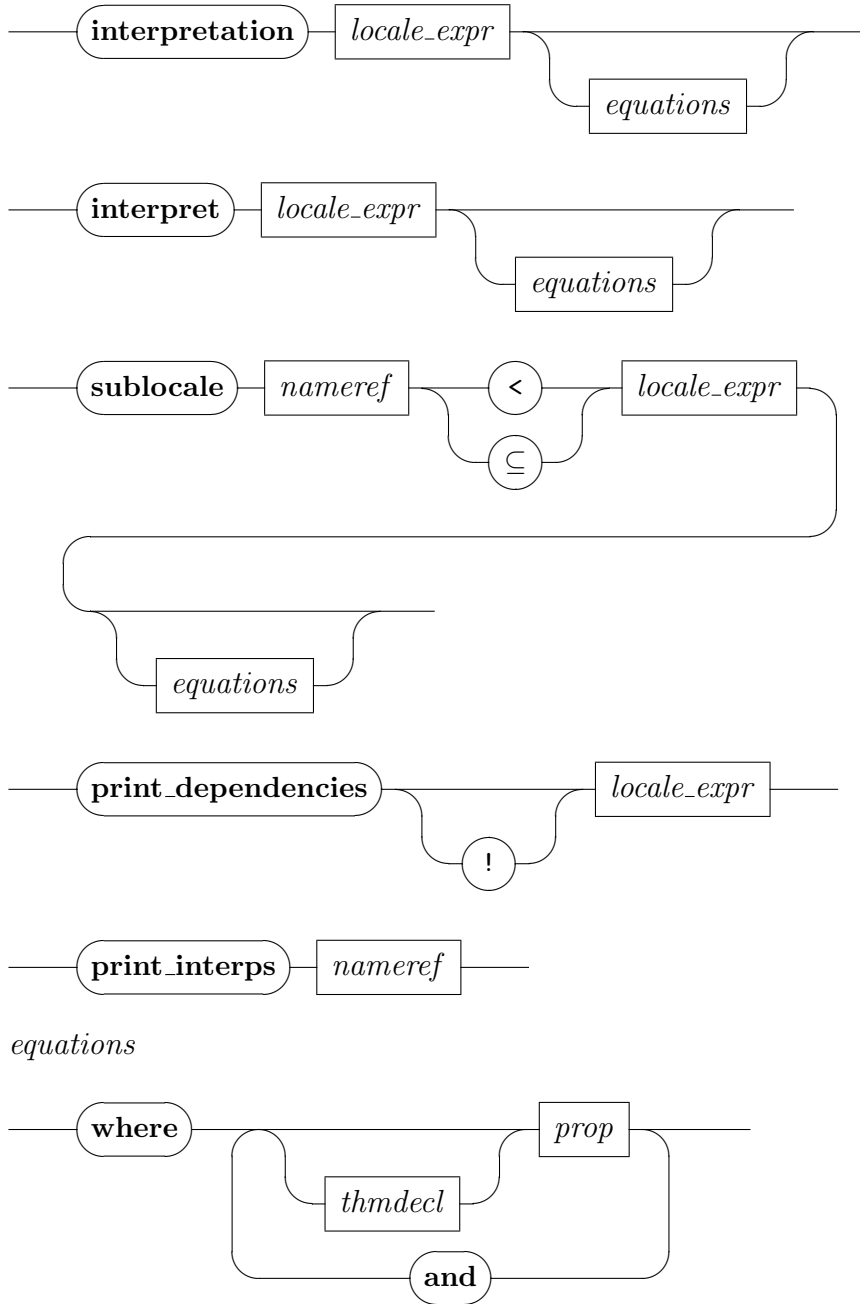 interpretation locale_expr
equations
interpret locale_expr
equations
sublocale nameref < locale_expr
⊆
equations
print_dependencies locale_expr
!
print_interps nameref
equations
where prop
thmdecl
and